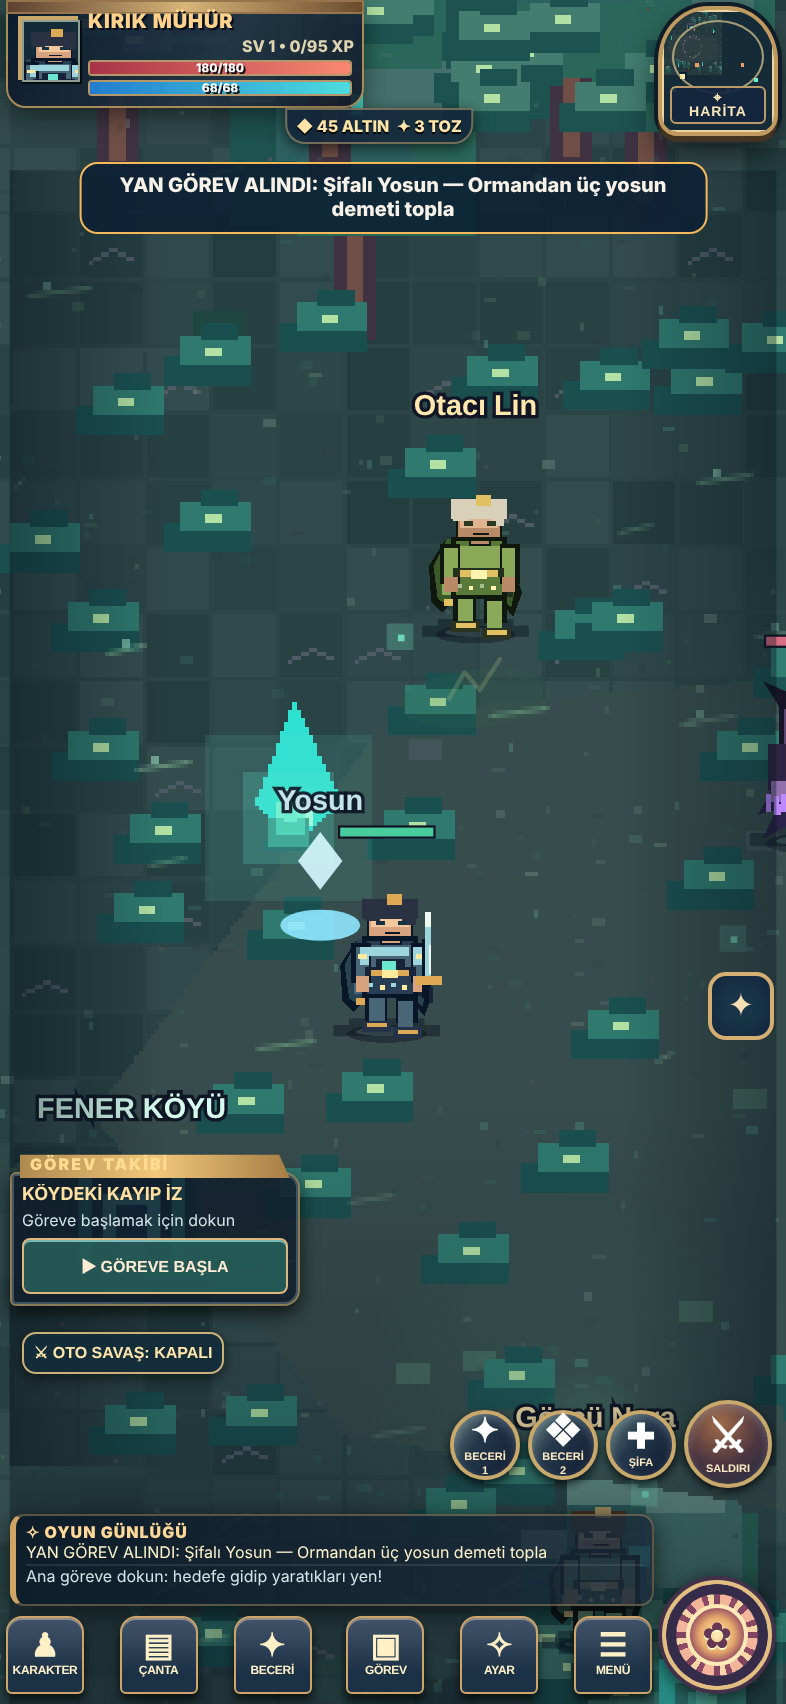 KIRIK MÜHÜR
SV 1 • 0/95 XP
180/180
68/68
◆ 45 ALTIN ✦ 3 TOZ
⌖
HARİTA
YAN GÖREV ALINDI: Şifalı Yosun — Ormandan üç yosun
demeti topla
Otacı Lin
Yosun
FENER KÖYÜ
GÖREV TAKİBİ
KÖYDEKİ KAYIP İZ
Göreve başlamak için dokun
▶ GÖREVE BAŞLA
⚔ OTO SAVAŞ: KAPALI
BECERİ
1
BECERİ
2
ŞİFA
SALDIRI
✧ OYUN GÜNLÜĞÜ
YAN GÖREV ALINDI: Şifalı Yosun — Ormandan üç yosun demeti topla
Ana göreve dokun: hedefe gidip yaratıkları yen!
KARAKTER
ÇANTA
BECERİ
GÖREV
AYAR
MENÜ